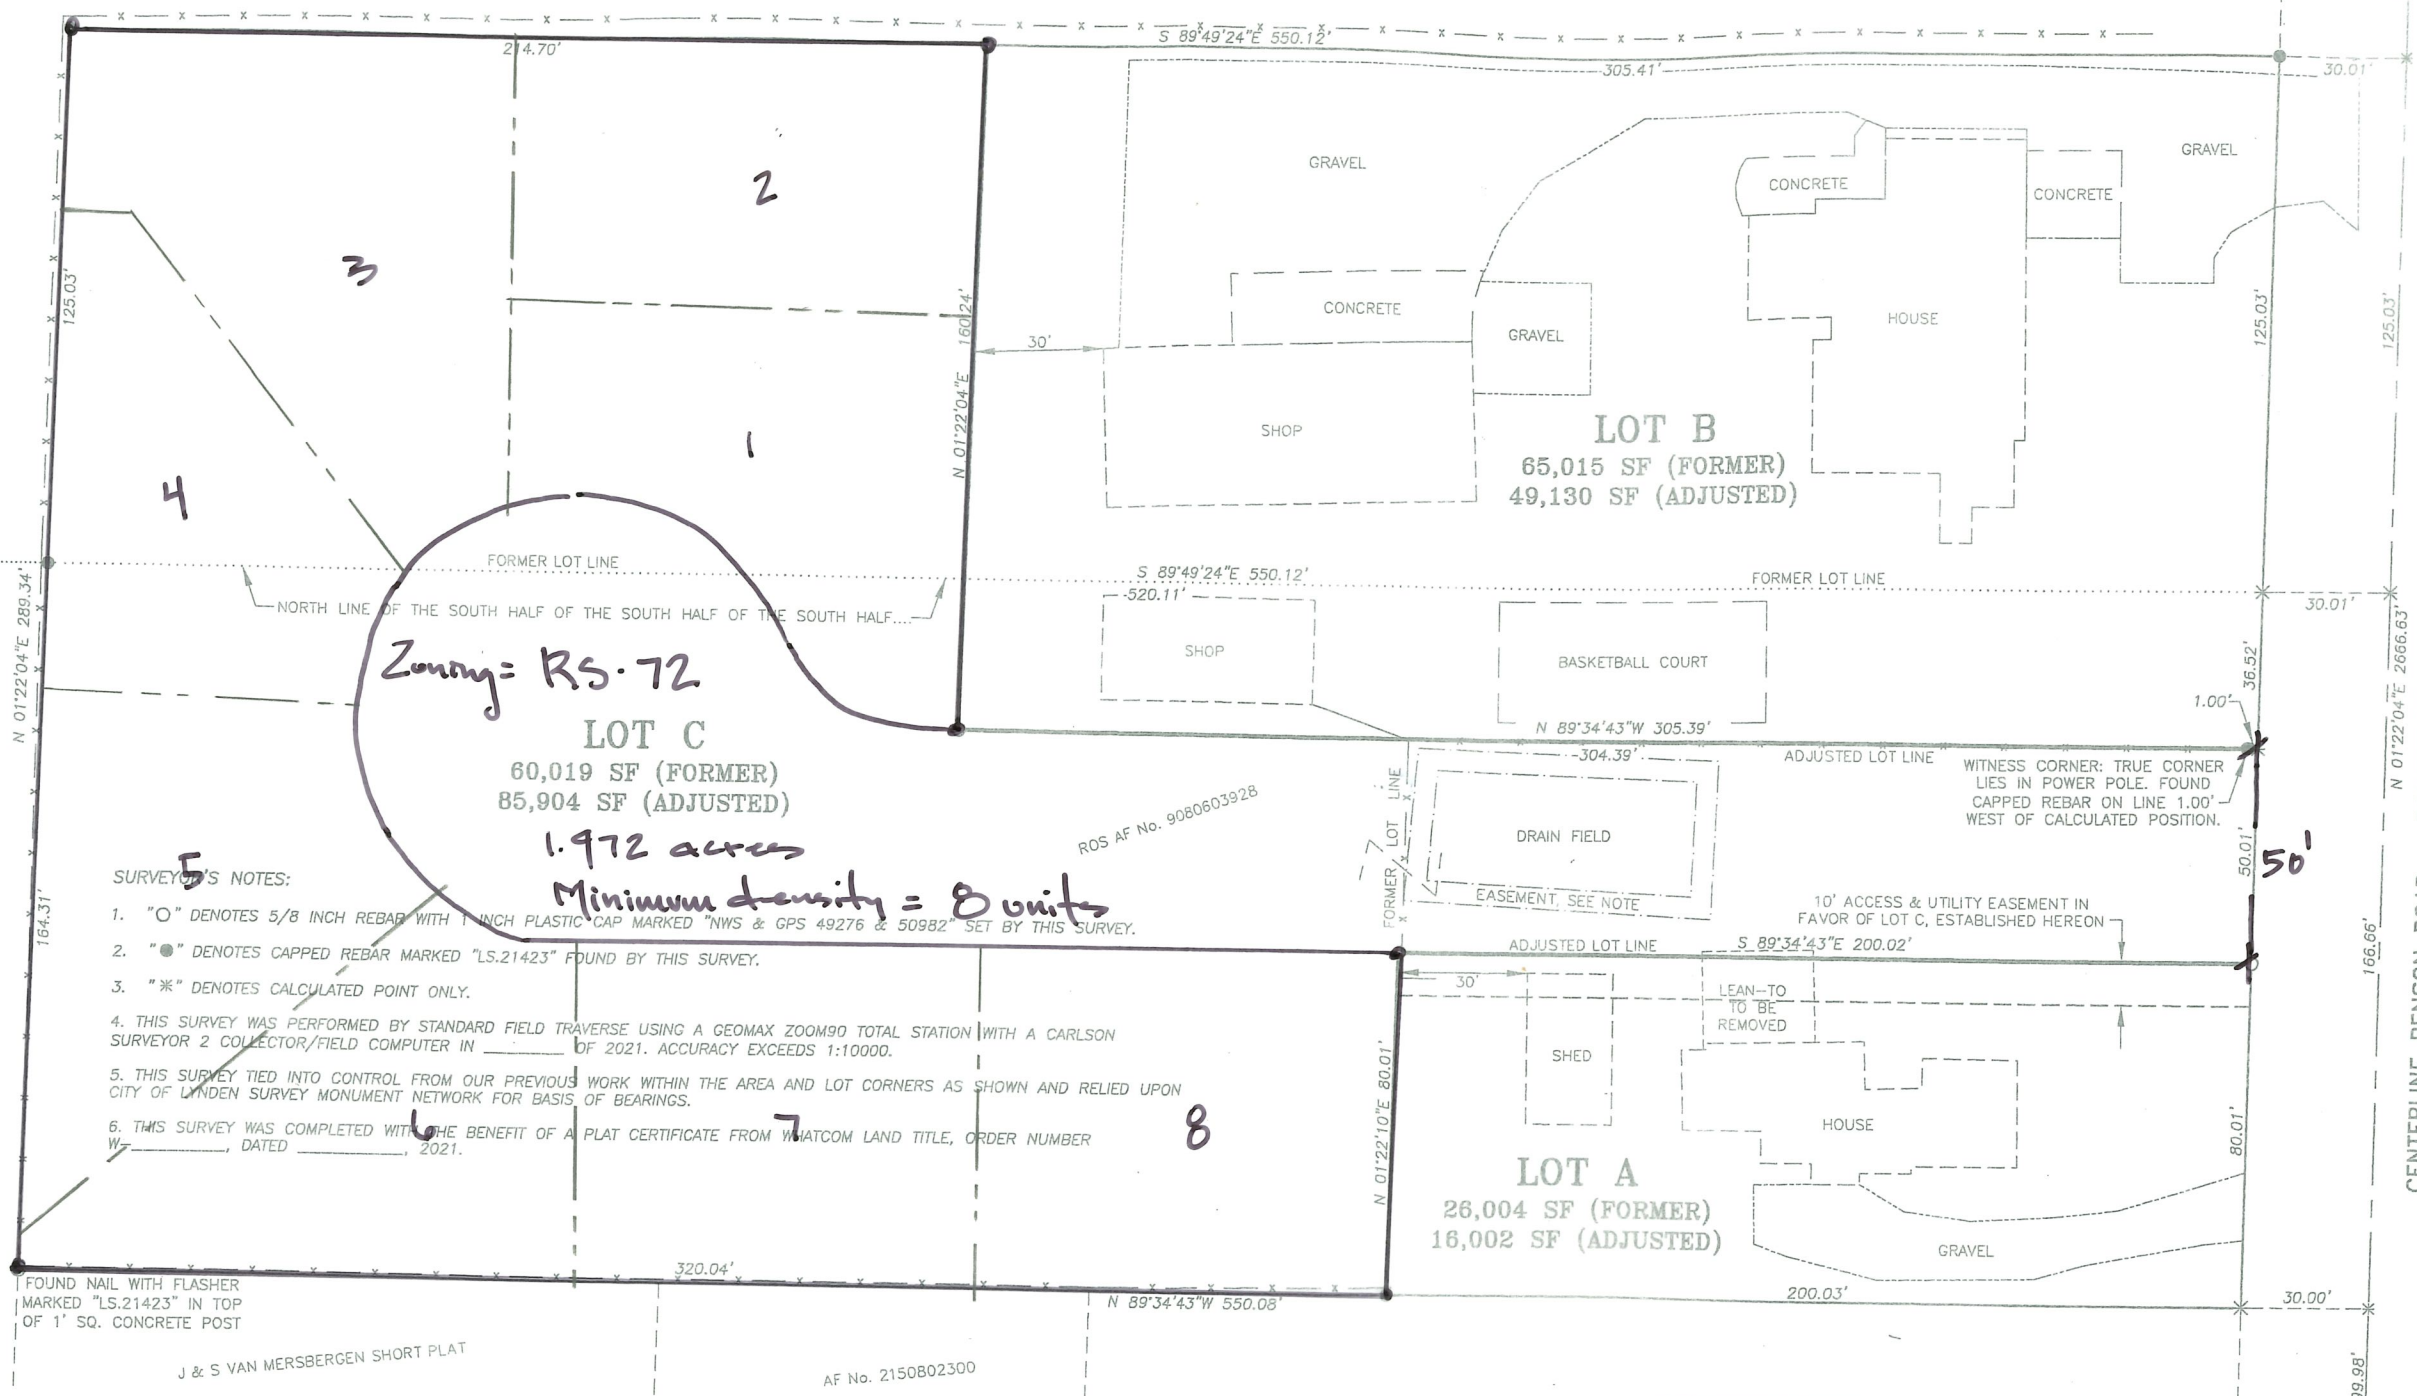 S 89°49'24"E 550.12'
214.70'
305.41'
30.01'
GRAVEL
GRAVEL
CONCRETE
CONCRETE
2
3
125.03'
CONCRETE
GRAVEL
HOUSE
125.03'
125.03'
30'
N 01°22'04"E 160.24'
SHOP
LOT B
65,015 SF (FORMER)
49,130 SF (ADJUSTED)
1
4
FORMER LOT LINE
S 89°49'24"E 550.12'
FORMER LOT LINE
520.11'
30.01'
NORTH LINE OF THE SOUTH HALF OF THE SOUTH HALF OF THE SOUTH HALF....
N 01°22'04"E 289.34'
N 01°22'04"E 2666.63'
Zoning = RS-72
SHOP
BASKETBALL COURT
36.52'
1.00'
LOT C
60,019 SF (FORMER)
85,904 SF (ADJUSTED)
1.972 acres
Minimum density = 8 units
N 89°34'43"W 305.39'
304.39'
ADJUSTED LOT LINE
WITNESS CORNER: TRUE CORNER
LIES IN POWER POLE. FOUND
CAPPED REBAR ON LINE 1.00'
WEST OF CALCULATED POSITION.
ROS AF No. 9080603928
FORMER LOT LINE
DRAIN FIELD
EASEMENT, SEE NOTE
50.01'
50'
10' ACCESS & UTILITY EASEMENT IN
FAVOR OF LOT C, ESTABLISHED HEREON
5
164.31'
SURVEYOR'S NOTES:
1. "O" DENOTES 5/8 INCH REBAR WITH 1 INCH PLASTIC CAP MARKED "NWS & GPS 49276 & 50982" SET BY THIS SURVEY.
2. "●" DENOTES CAPPED REBAR MARKED "LS.21423" FOUND BY THIS SURVEY.
3. "✳" DENOTES CALCULATED POINT ONLY.
4. THIS SURVEY WAS PERFORMED BY STANDARD FIELD TRAVERSE USING A GEOMAX ZOOM90 TOTAL STATION WITH A CARLSON
SURVEYOR 2 COLLECTOR/FIELD COMPUTER IN ________ OF 2021. ACCURACY EXCEEDS 1:10000.
5. THIS SURVEY TIED INTO CONTROL FROM OUR PREVIOUS WORK WITHIN THE AREA AND LOT CORNERS AS SHOWN AND RELIED UPON
CITY OF LYNDEN SURVEY MONUMENT NETWORK FOR BASIS OF BEARINGS.
6. THIS SURVEY WAS COMPLETED WITH THE BENEFIT OF A PLAT CERTIFICATE FROM WHATCOM LAND TITLE, ORDER NUMBER
W-__________, DATED ___________, 2021.
6
7
8
ADJUSTED LOT LINE
S 89°34'43"E 200.02'
30'
LEAN-TO
TO BE
REMOVED
SHED
HOUSE
N 01°22'10"E 80.01'
80.01'
166.66'
LOT A
26,004 SF (FORMER)
16,002 SF (ADJUSTED)
GRAVEL
320.04'
N 89°34'43"W 550.08'
200.03'
30.00'
FOUND NAIL WITH FLASHER
MARKED "LS.21423" IN TOP
OF 1' SQ. CONCRETE POST
J & S VAN MERSBERGEN SHORT PLAT
AF No. 2150802300
99.98'
CENTERLINE BENSON ROAD